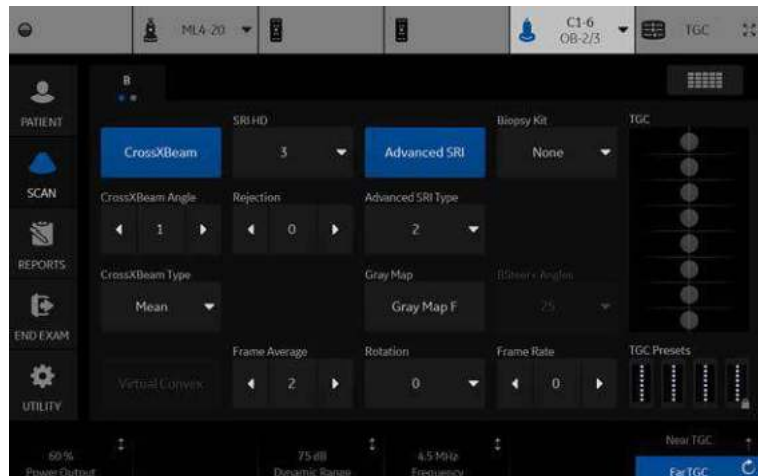 ML4-20
C1-6
OB-2/3
TGC
B
PATIENT
SCAN
REPORTS
END EXAM
UTILITY
SRI HD
Biopsy Kit
TGC
CrossXBeam
3
Advanced SRI
None
CrossXBeam Angle
Rejection
Advanced SRI Type
1
0
2
CrossXBeam Type
Gray Map
BSteer+ Angles
Mean
Gray Map F
25
Frame Average
Rotation
Frame Rate
TGC Presets
Virtual Convex
2
0
0
60 %
Power Output
75 dB
Dynamic Range
4.5 MHz
Frequency
Near TGC
Far TGC